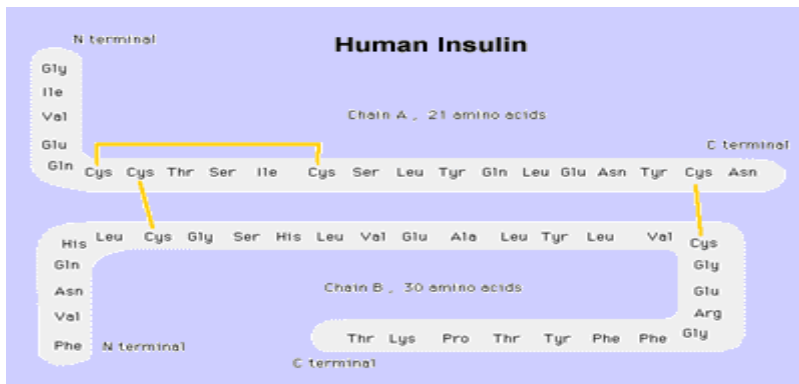 N terminal
Human Insulin
Gly
Ile
Val
Glu
Gln
Chain A , 21 amino acids
C terminal
Cys Cys Thr Ser Ile Cys Ser Leu Tyr Gln Leu Glu Asn Tyr Cys Asn
His Leu Cys Gly Ser His Leu Val Glu Ala Leu Tyr Leu Val Cys
Gln
Asn
Val
Phe
N terminal
Chain B , 30 amino acids
Gly
Glu
Arg
Gly
Thr Lys Pro Thr Tyr Phe Phe
C terminal